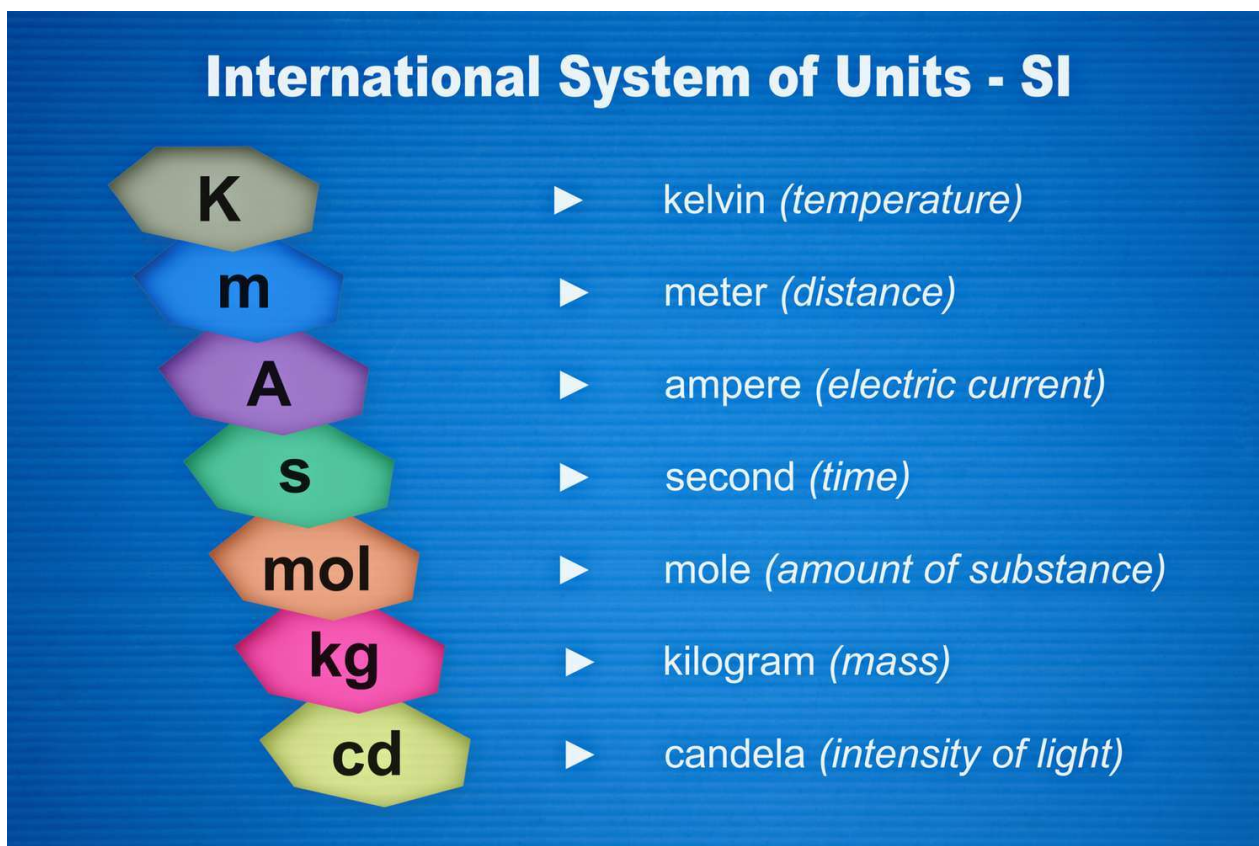 International System of Units - SI
K ► kelvin (temperature)
m ► meter (distance)
A ► ampere (electric current)
s ► second (time)
mol ► mole (amount of substance)
kg ► kilogram (mass)
cd ► candela (intensity of light)